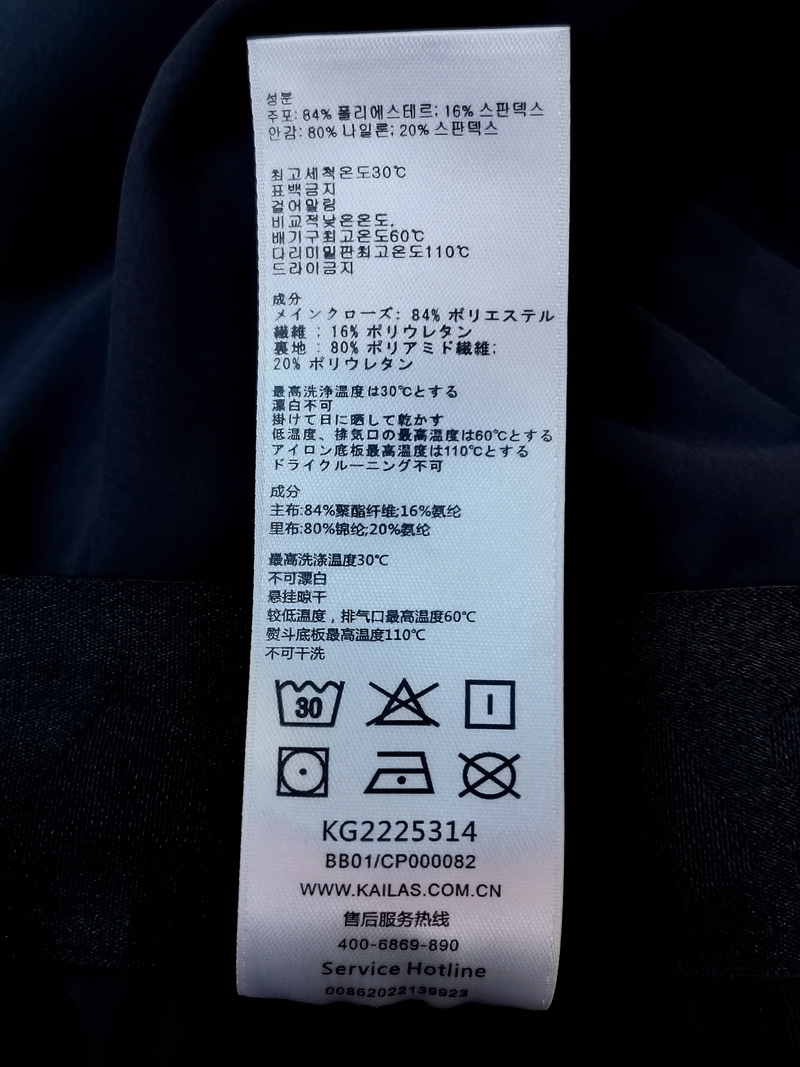 성분
주포: 84% 폴리에스테르; 16% 스판덱스
안감: 80% 나일론; 20% 스판덱스
최고세척온도30℃
표백금지
걸어말림
비교적낮은온도,
배기구최고온도60℃
다리미밑판최고온도110℃
드라이금지
成分
メインクローズ: 84% ポリエステル
繊維 ; 16% ポリウレタン
裏地 : 80% ポリアミド繊維;
20% ポリウレタン
最高洗浄温度は30℃とする
漂白不可
掛けて日に晒して乾かす
低温度、排気口の最高温度は60℃とする
アイロン底板最高温度は110℃とする
ドライクルーニング不可
成分
主布:84%聚酯纤维;16%氨纶
里布:80%锦纶;20%氨纶
最高洗涤温度30℃
不可漂白
悬挂晾干
较低温度，排气口最高温度60℃
熨斗底板最高温度110℃
不可干洗
30
KG2225314
BB01/CP000082
WWW.KAILAS.COM.CN
售后服务热线
400-6869-890
Service Hotline
00862022139923